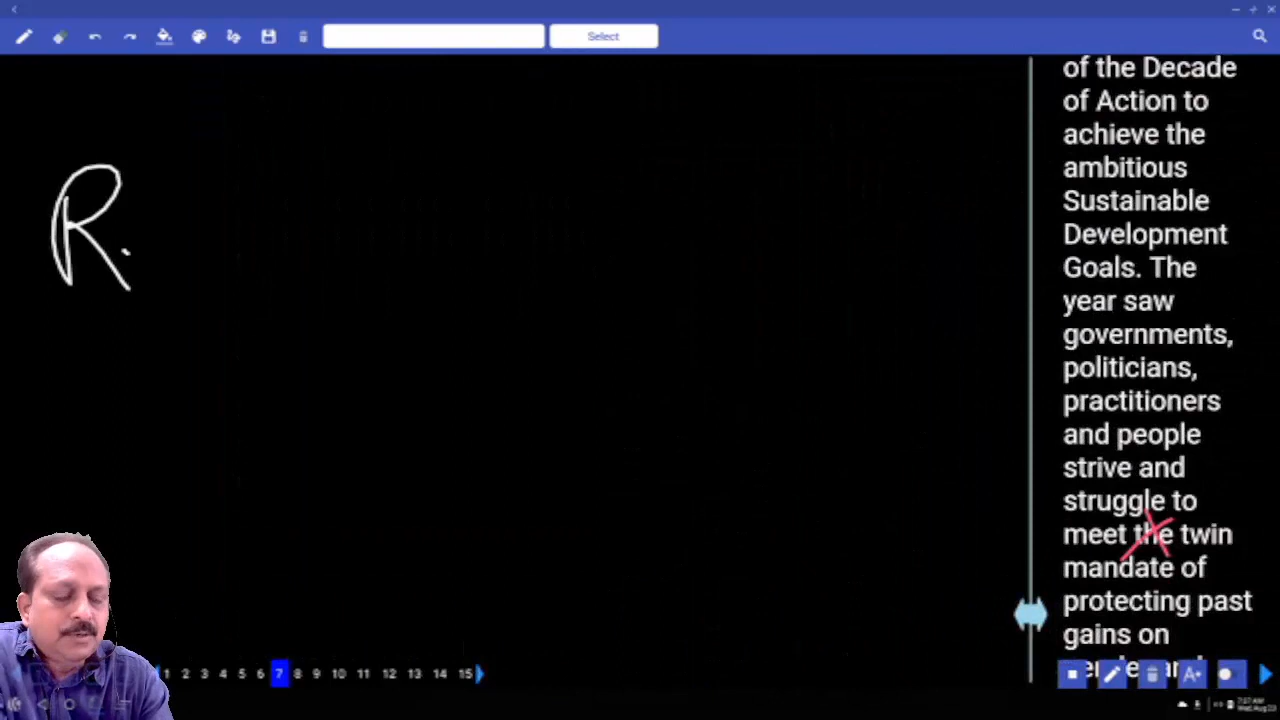 Select
R.
of the Decade
of Action to
achieve the
ambitious
Sustainable
Development
Goals. The
year saw
governments,
politicians,
practitioners
and people
strive and
struggle to
meet the twin
mandate of
protecting past
gains on
1 2 3 4 5 6 7 8 9 10 11 12 13 14 15
A+